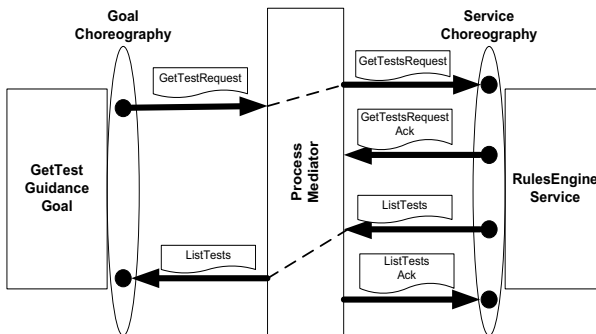 Goal
Choreography
Service
Choreography
GetTestRequest
GetTestsRequest
GetTestsRequest
Ack
GetTest
Guidance
Goal
Process
Mediator
RulesEngine
Service
ListTests
ListTests
ListTests
Ack